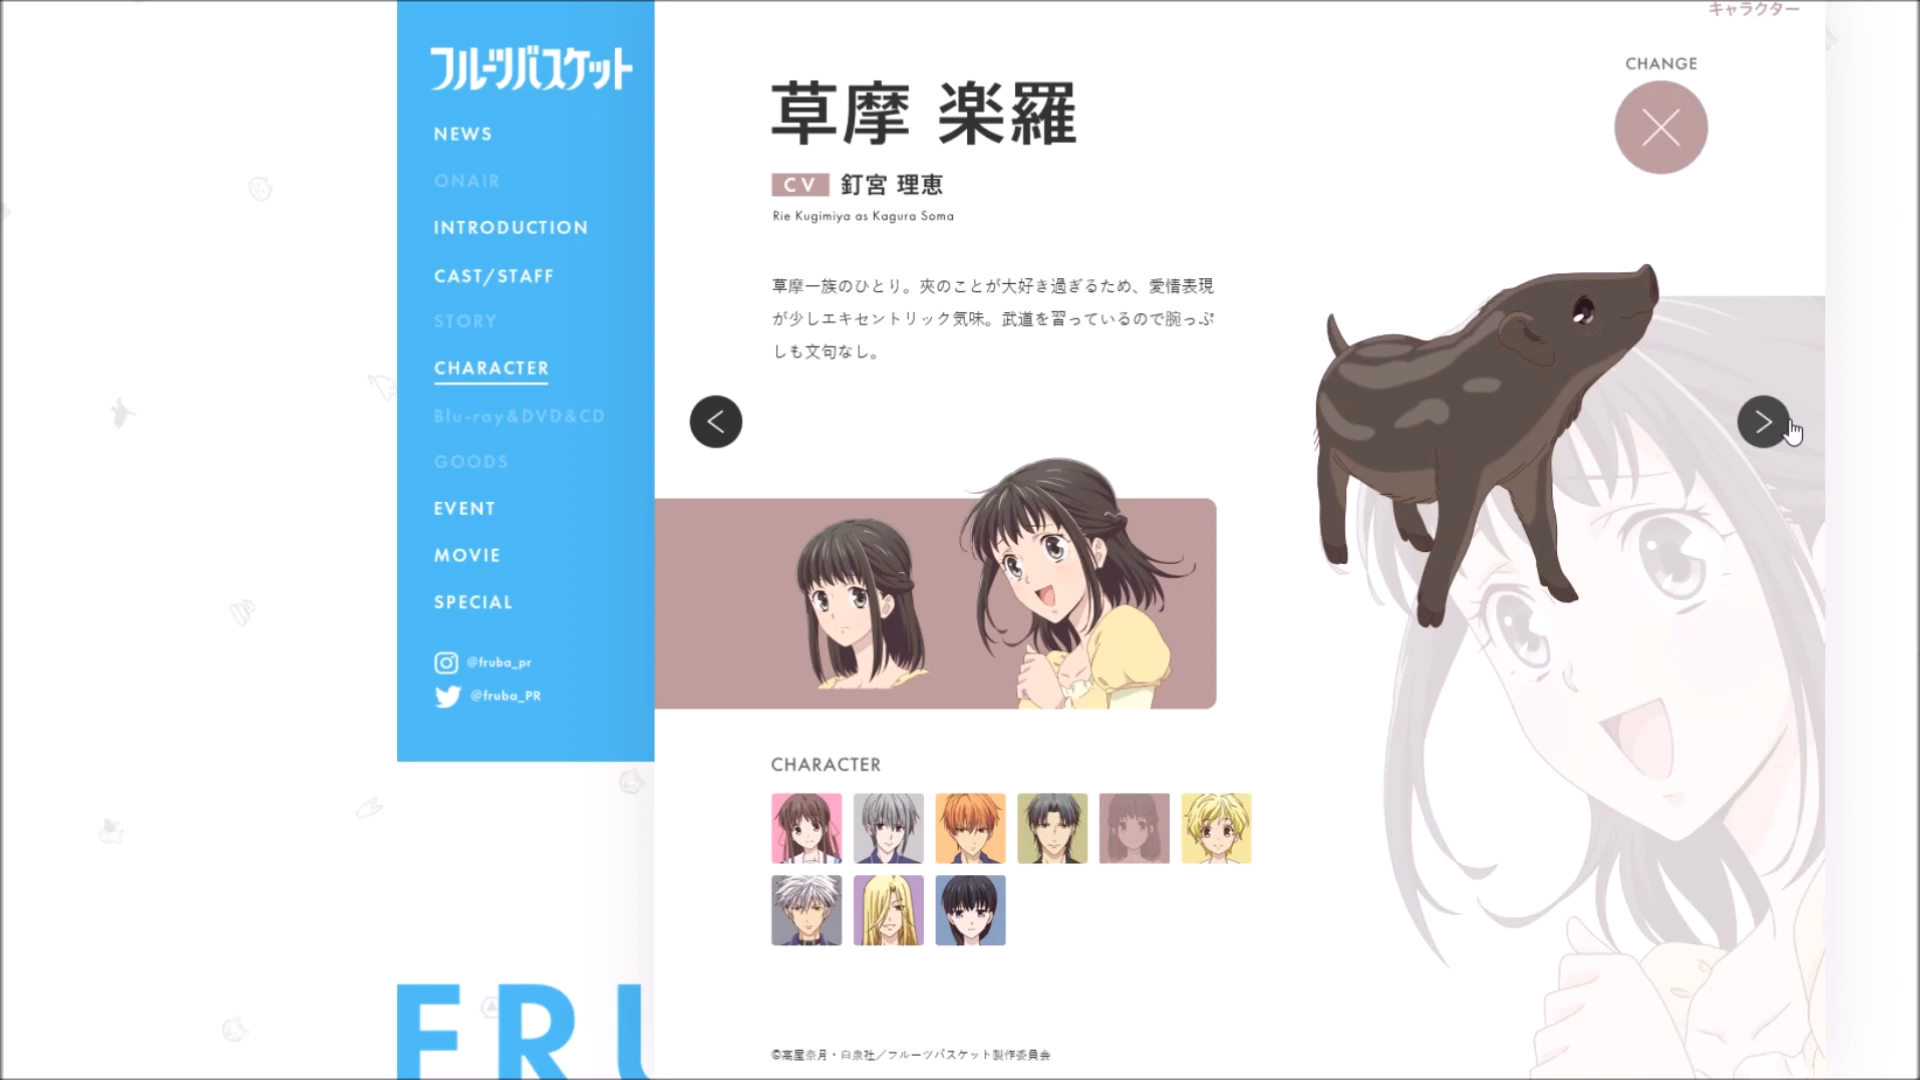 フルーツバスケット
NEWS
ONAIR
INTRODUCTION
CAST/STAFF
STORY
CHARACTER
Blu-ray&DVD&CD
GOODS
EVENT
MOVIE
SPECIAL
@fruba_pr
@fruba_PR
FRU
キャラクター
CHANGE
草摩 楽羅
CV 釘宮 理恵
Rie Kugimiya as Kagura Soma
草摩一族のひとり。夾のことが大好き過ぎるため、愛情表現
が少しエキセントリック気味。武道を習っているので腕っぷ
しも文句なし。
CHARACTER
©高屋奈月・白泉社／フルーツバスケット製作委員会